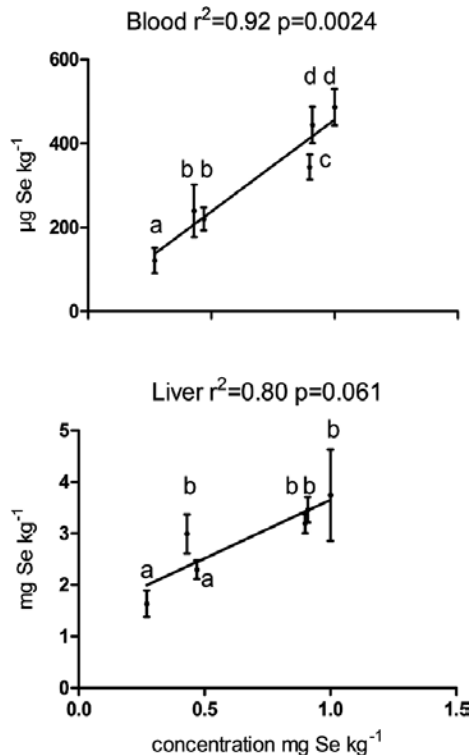 Blood r²=0.92 p=0.0024
600
400
200
0
µg Se kg⁻¹
a
b b
d d
c
Liver r²=0.80 p=0.061
5
4
3
2
1
0
mg Se kg⁻¹
a
b
a
b b
b
0.0 0.5 1.0 1.5
concentration mg Se kg⁻¹